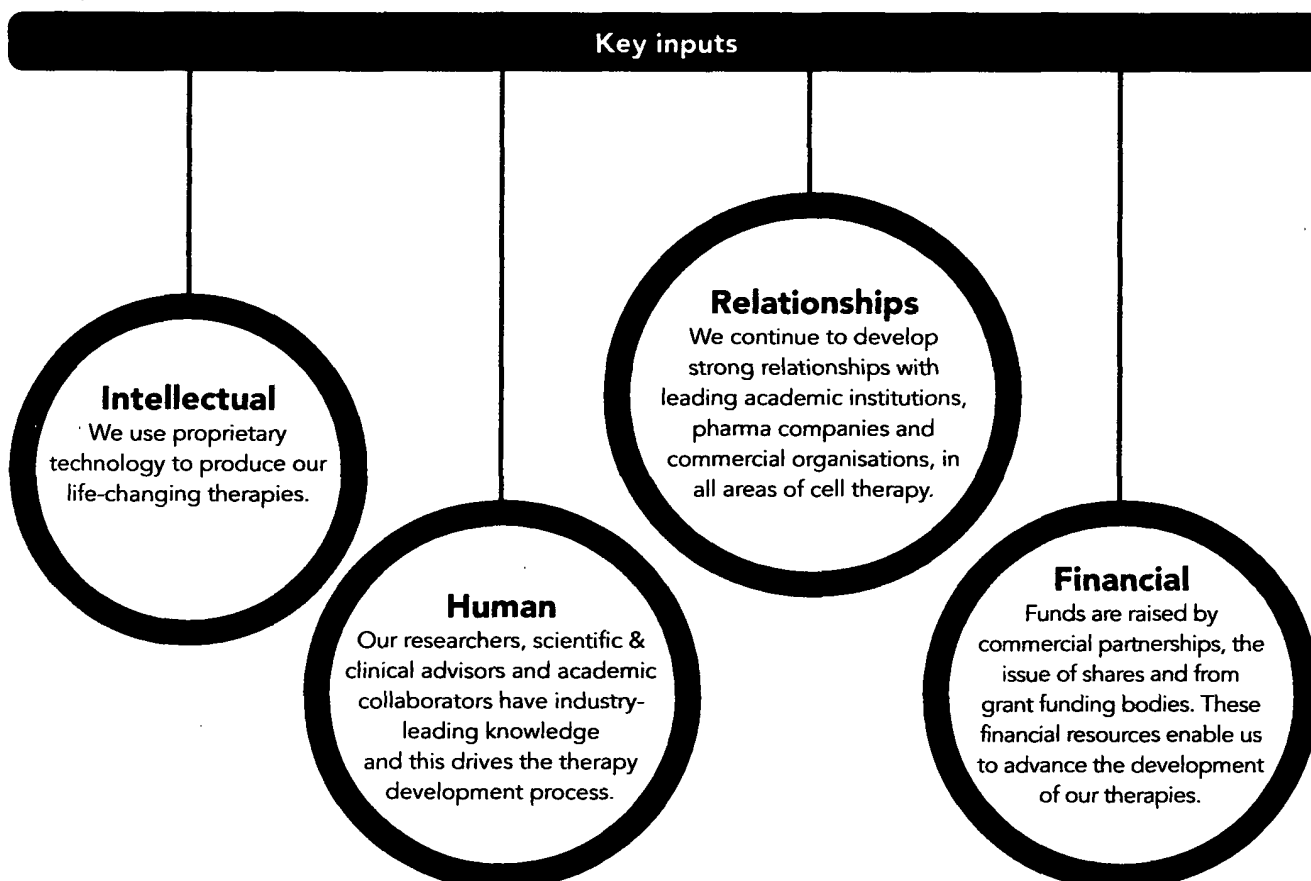 Key inputs
Intellectual
We use proprietary
technology to produce our
life-changing therapies.
Human
Our researchers, scientific &
clinical advisors and academic
collaborators have industry-
leading knowledge
and this drives the therapy
development process.
Relationships
We continue to develop
strong relationships with
leading academic institutions,
pharma companies and
commercial organisations, in
all areas of cell therapy.
Financial
Funds are raised by
commercial partnerships, the
issue of shares and from
grant funding bodies. These
financial resources enable us
to advance the development
of our therapies.